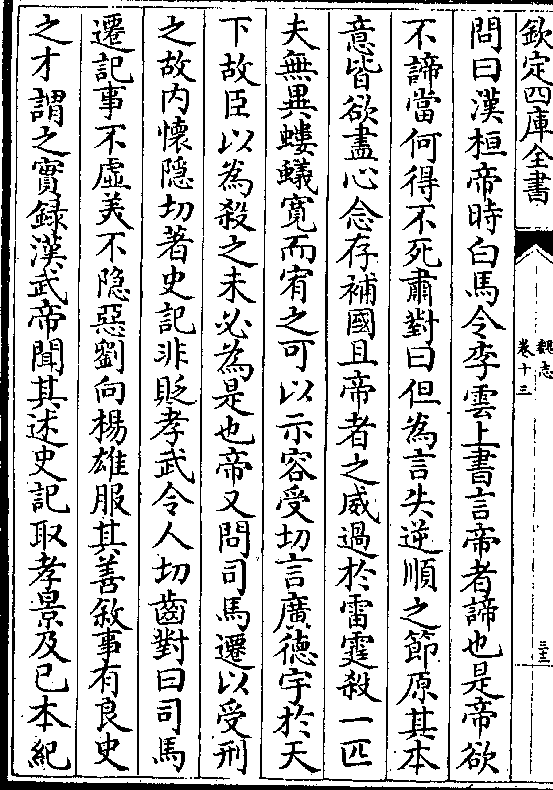 欽定四庫全書
魏志
卷十三
三十三
問曰漢桓帝時白馬令李雲上書言帝者諦也是帝欲
不諦當何得不死肅對曰但為言失逆順之節原其本
意皆欲盡心念存補國且帝者之威過於雷霆殺一匹
夫無異螻蟻寛而宥之可以示容受切言廣德宇於天
下故臣以為殺之未必為是也帝又問司馬遷以受刑
之故内懷隠切著史記非貶孝武令人切齒對曰司馬
遷記事不虚美不隠惡劉向楊雄服其善敘事有良史
之才謂之實録漢武帝聞其述史記取孝景及已本紀